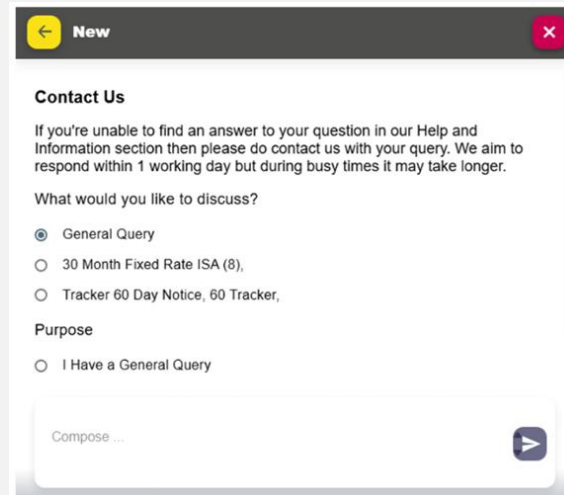 New
Contact Us
If you're unable to find an answer to your question in our Help and
Information section then please do contact us with your query. We aim to
respond within 1 working day but during busy times it may take longer.
What would you like to discuss?
General Query
30 Month Fixed Rate ISA (8),
Tracker 60 Day Notice, 60 Tracker,
Purpose
I Have a General Query
Compose ...